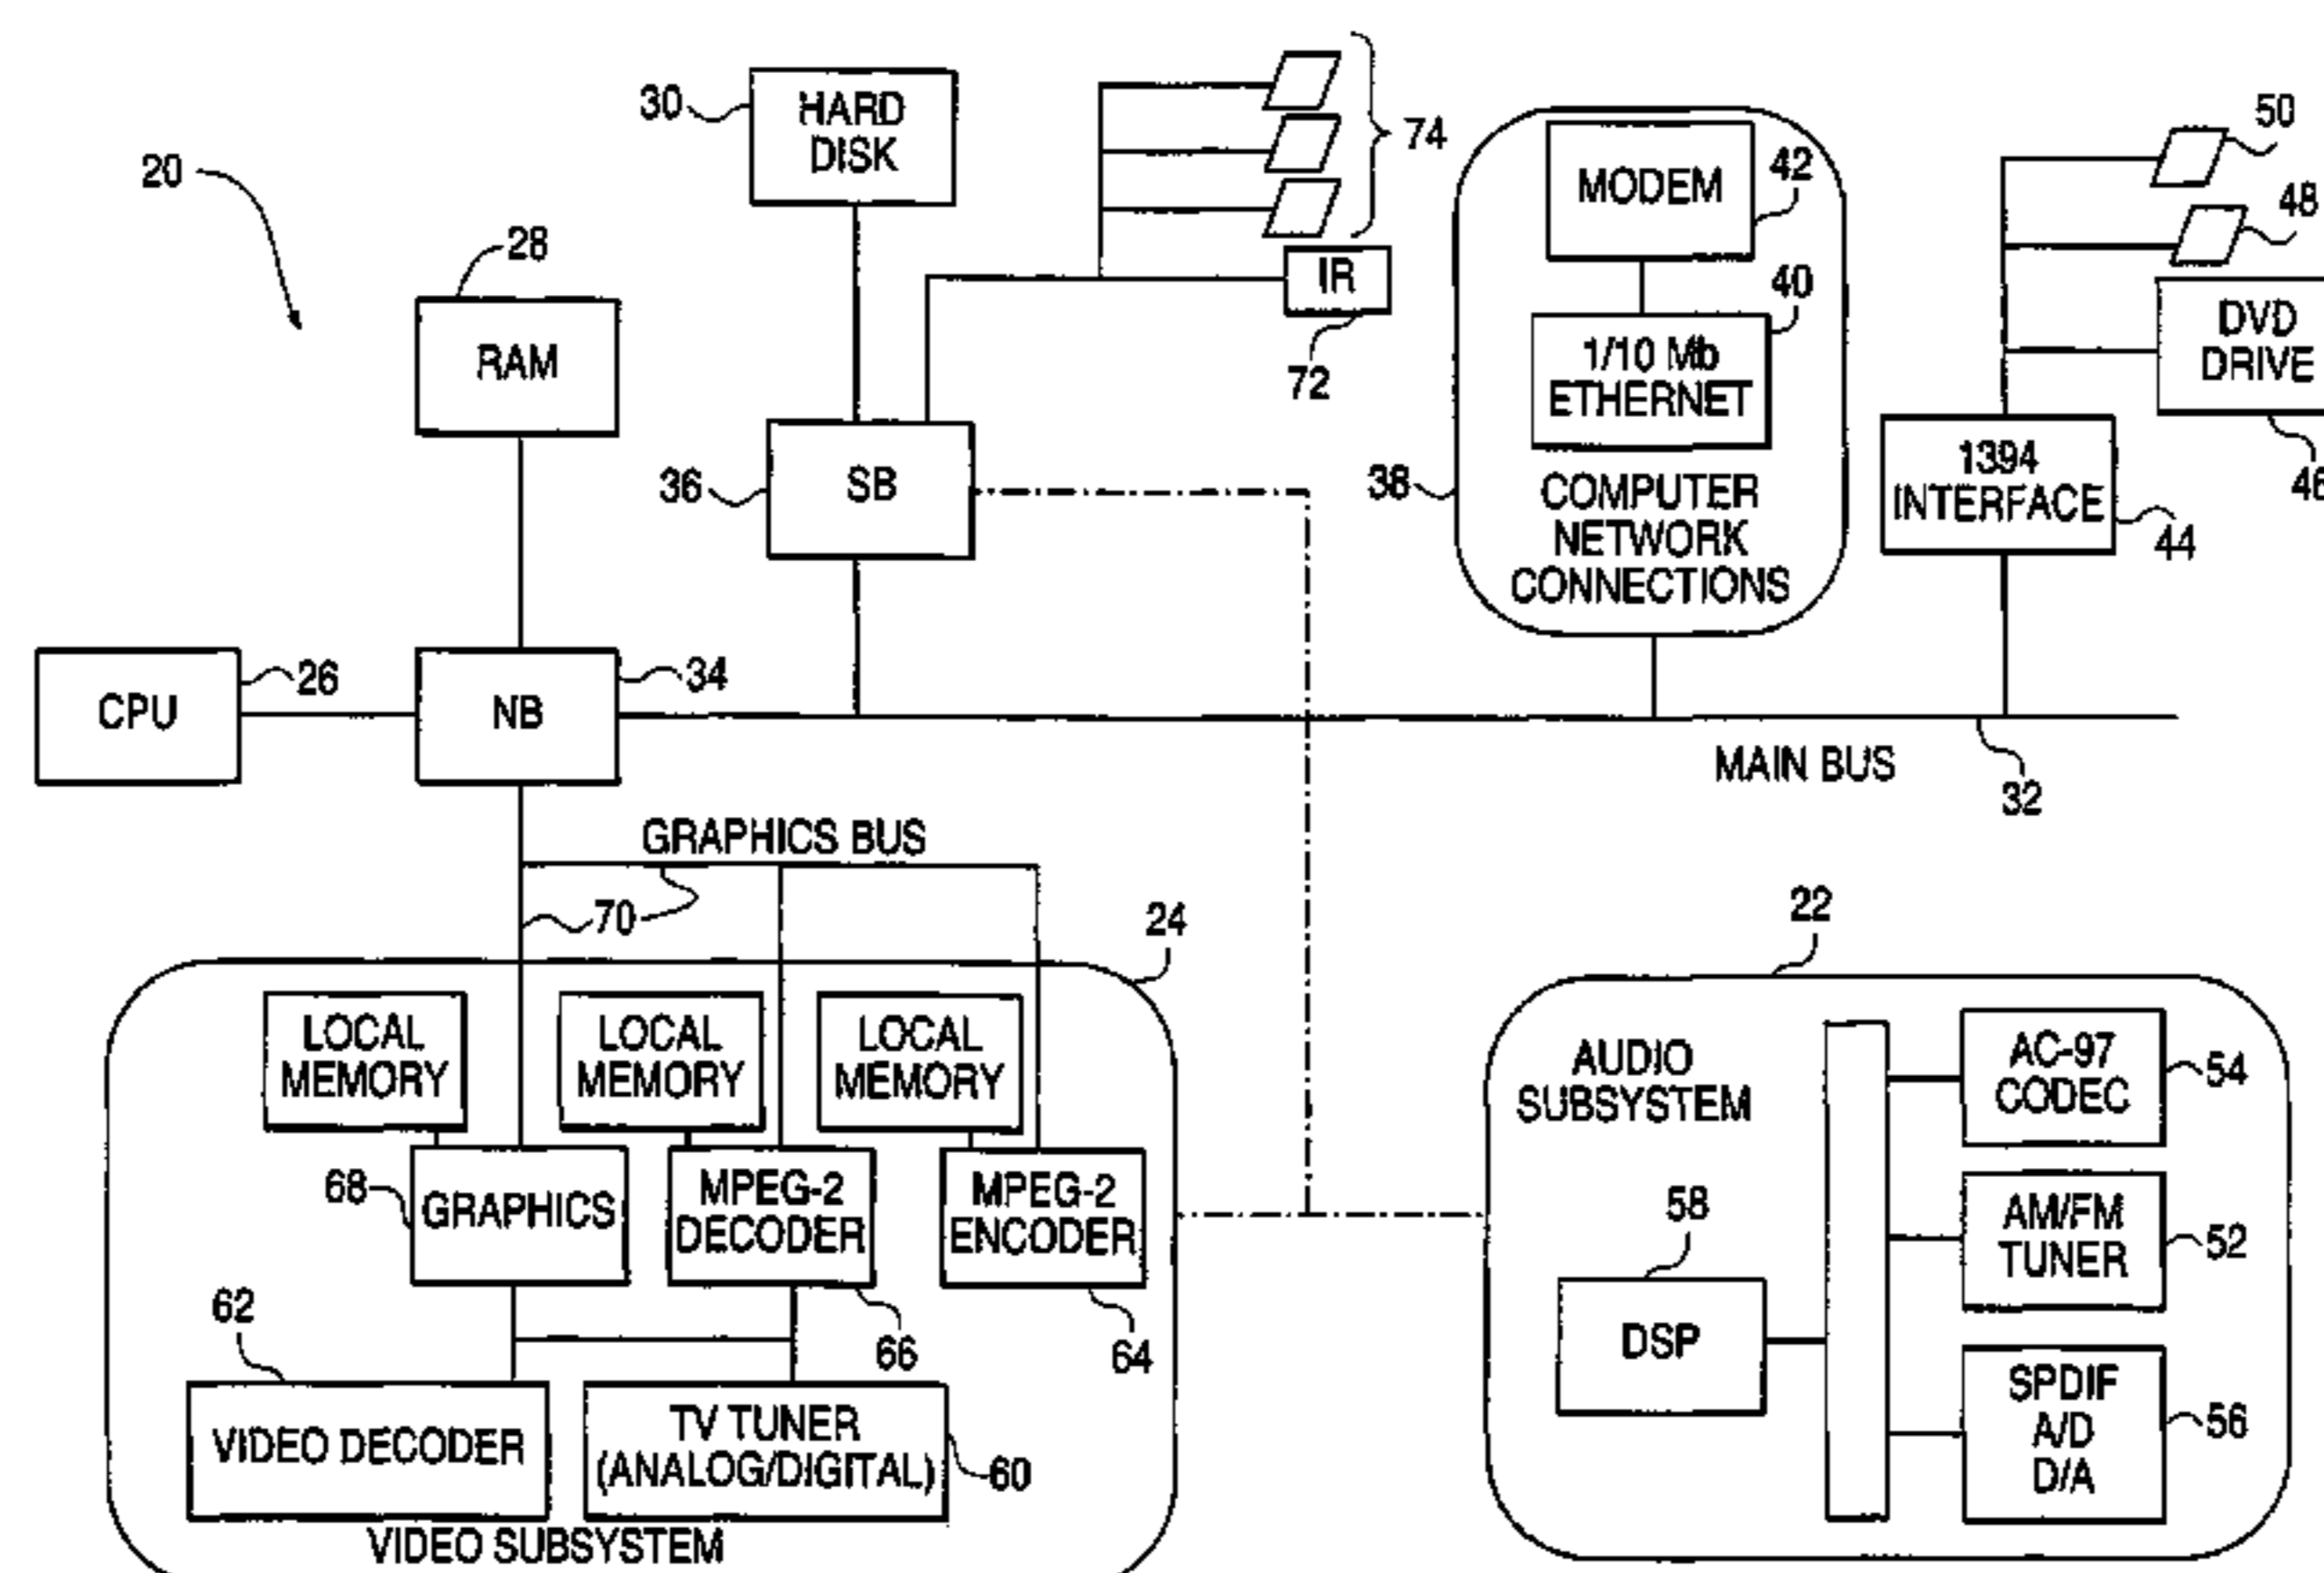 50
30
HARD
DISK
74
42
MODEM
20
48
28
IR
40
DVD
DRIVE
RAM
1/10 Mb
ETHERNET
72
36
SB
38
COMPUTER
NETWORK
CONNECTIONS
1394
INTERFACE
46
44
CPU
26
NB
34
MAIN BUS
32
GRAPHICS BUS
70
24
22
LOCAL
MEMORY
LOCAL
MEMORY
LOCAL
MEMORY
AUDIO
SUBSYSTEM
AC-97
CODEC
54
68
GRAPHICS
MPEG-2
DECODER
MPEG-2
ENCODER
58
AM/FM
TUNER
52
62
66
64
DSP
SPDIF
A/D
D/A
56
VIDEO DECODER
TV TUNER
(ANALOG/DIGITAL)
60
VIDEO SUBSYSTEM